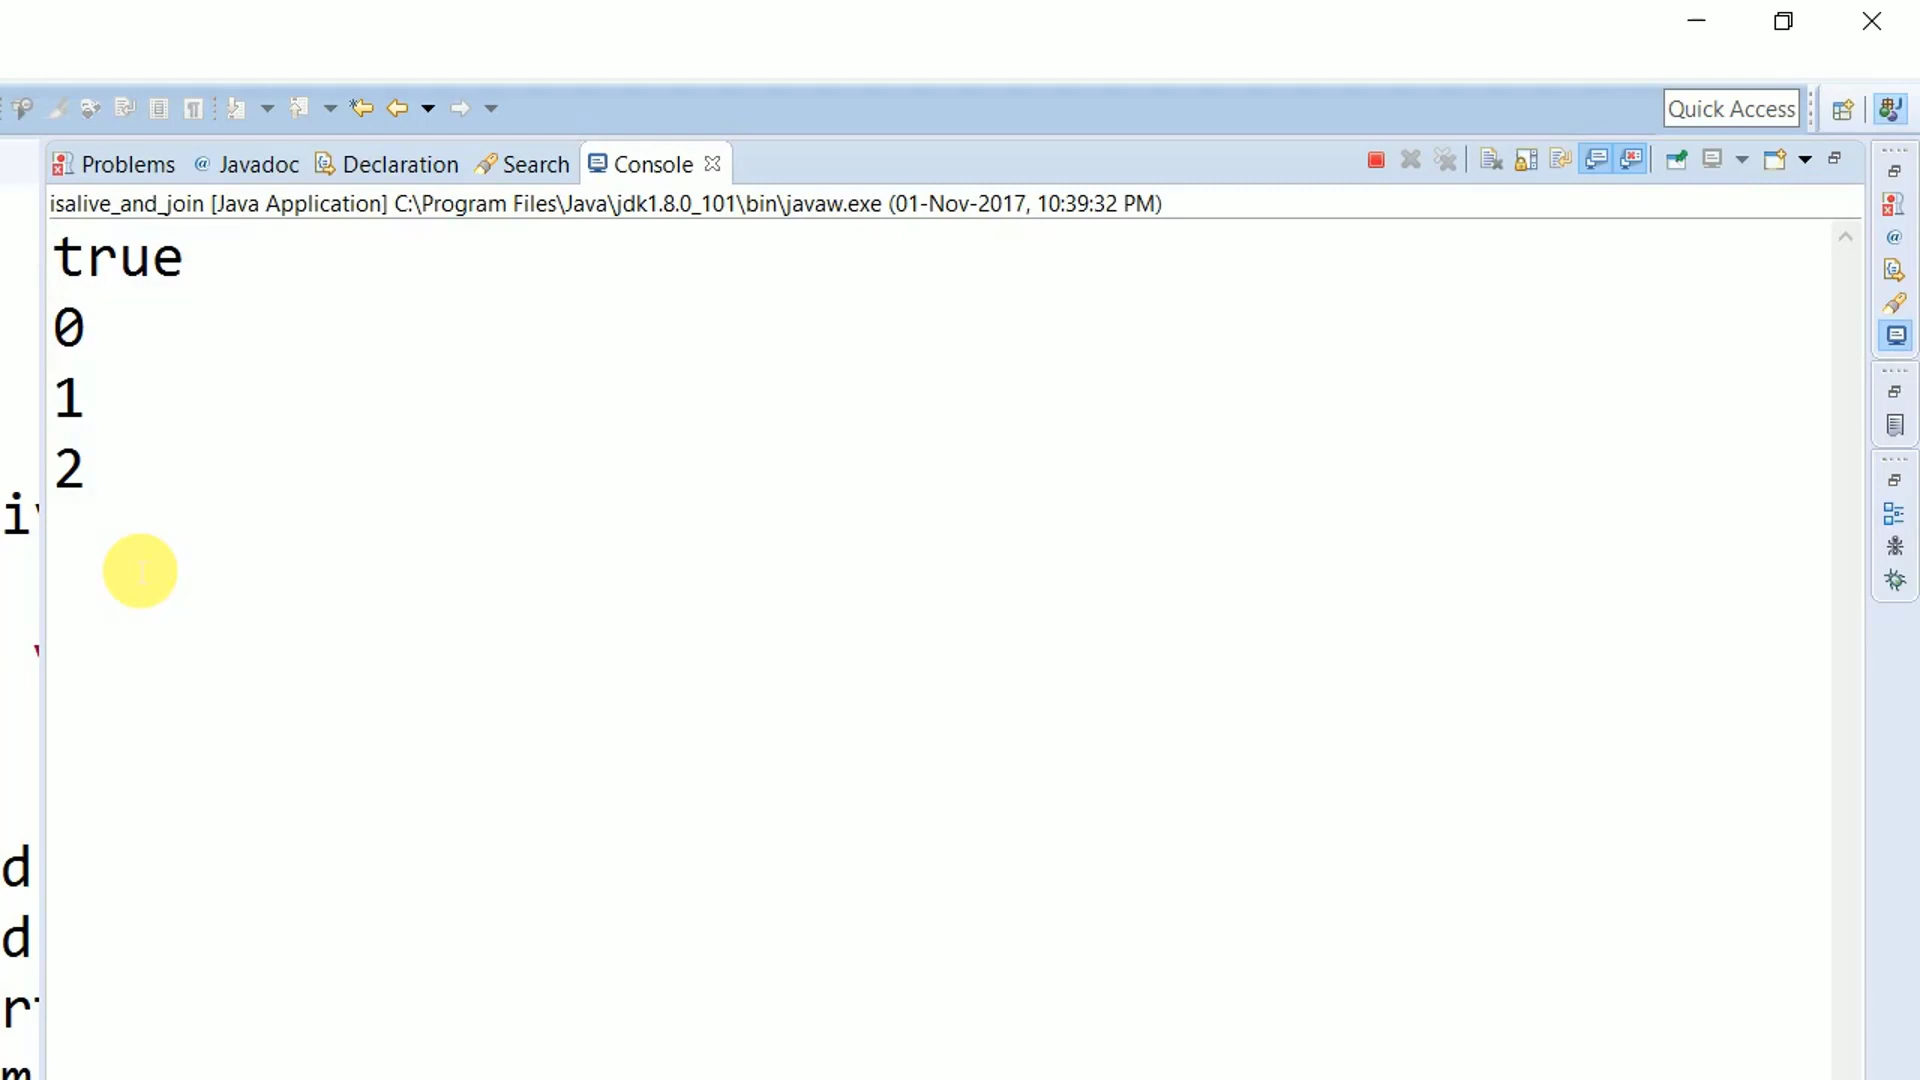 Quick Access
Problems @ Javadoc Declaration Search Console
isalive_and_join [Java Application] C:\Program Files\Java\jdk1.8.0_101\bin\javaw.exe (01-Nov-2017, 10:39:32 PM)
true
0
1
2
d
d